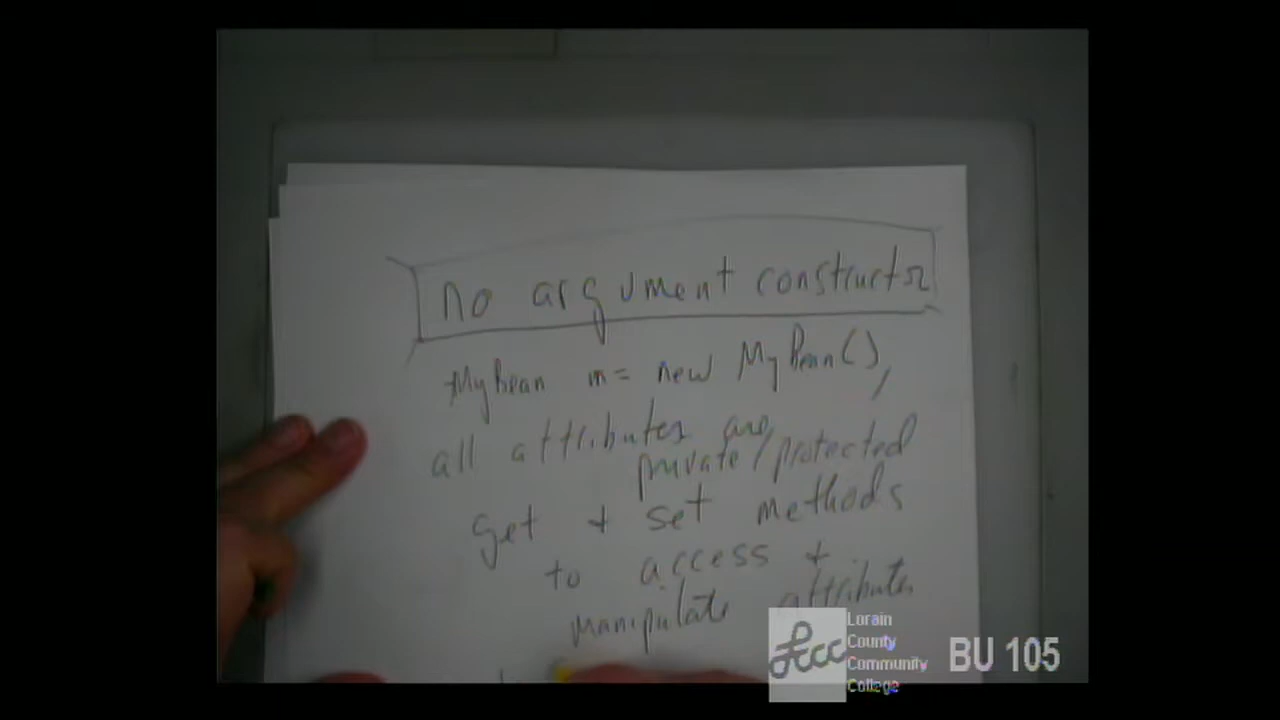 no argument constructor
MyBean m = new MyBean();
all attributes are
private/protected
get + set methods
to access +
manipulate attributes
Lorain
County
Community
College
lccc
BU 105